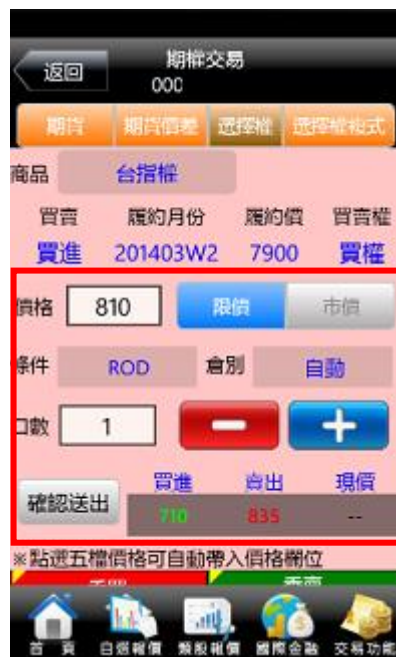 期權交易
返回
000
期貨 期貨價差 選擇權 選擇權複式
商品 台指權
買賣 履約月份 履約價 買賣權
買進 201403W2 7900 買權
價格 810 限價 市價
條件 ROD 倉別 自動
口數 1
買進 賣出 現價
確認送出 710 835 --
※點選五檔價格可自動帶入價格欄位
首 頁 自選報價 類股報價 國際金融 交易功能